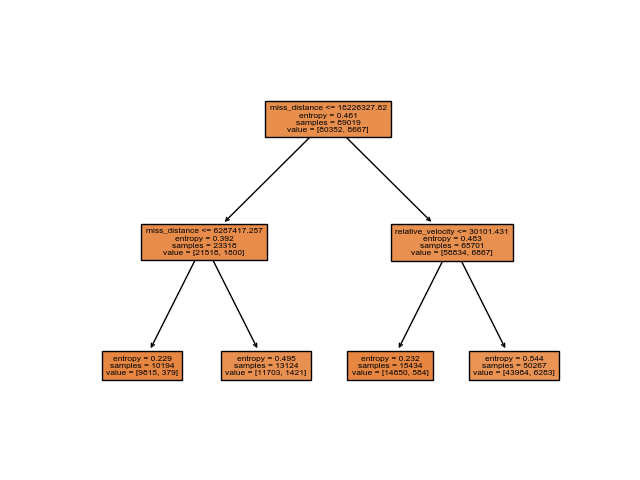 miss_distance <= 18226327.82
entropy = 0.461
samples = 89019
value = [80352, 8667]
miss_distance <= 6287417.257
entropy = 0.392
samples = 23318
value = [21518, 1800]
relative_velocity <= 30101.431
entropy = 0.483
samples = 65701
value = [58834, 6867]
entropy = 0.229
samples = 10194
value = [9815, 379]
entropy = 0.495
samples = 13124
value = [11703, 1421]
entropy = 0.232
samples = 15434
value = [14850, 584]
entropy = 0.544
samples = 50267
value = [43984, 6283]